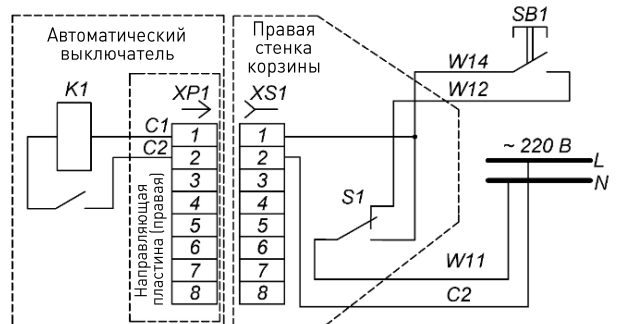 Автоматический
выключатель
K1
XP1
C1
C2
1
2
3
4
5
6
7
8
Направляющая
пластина (правая)
Правая
стенка
корзины
XS1
1
2
3
4
5
6
7
8
S1
SB1
W14
W12
~ 220 В
L
N
W11
C2